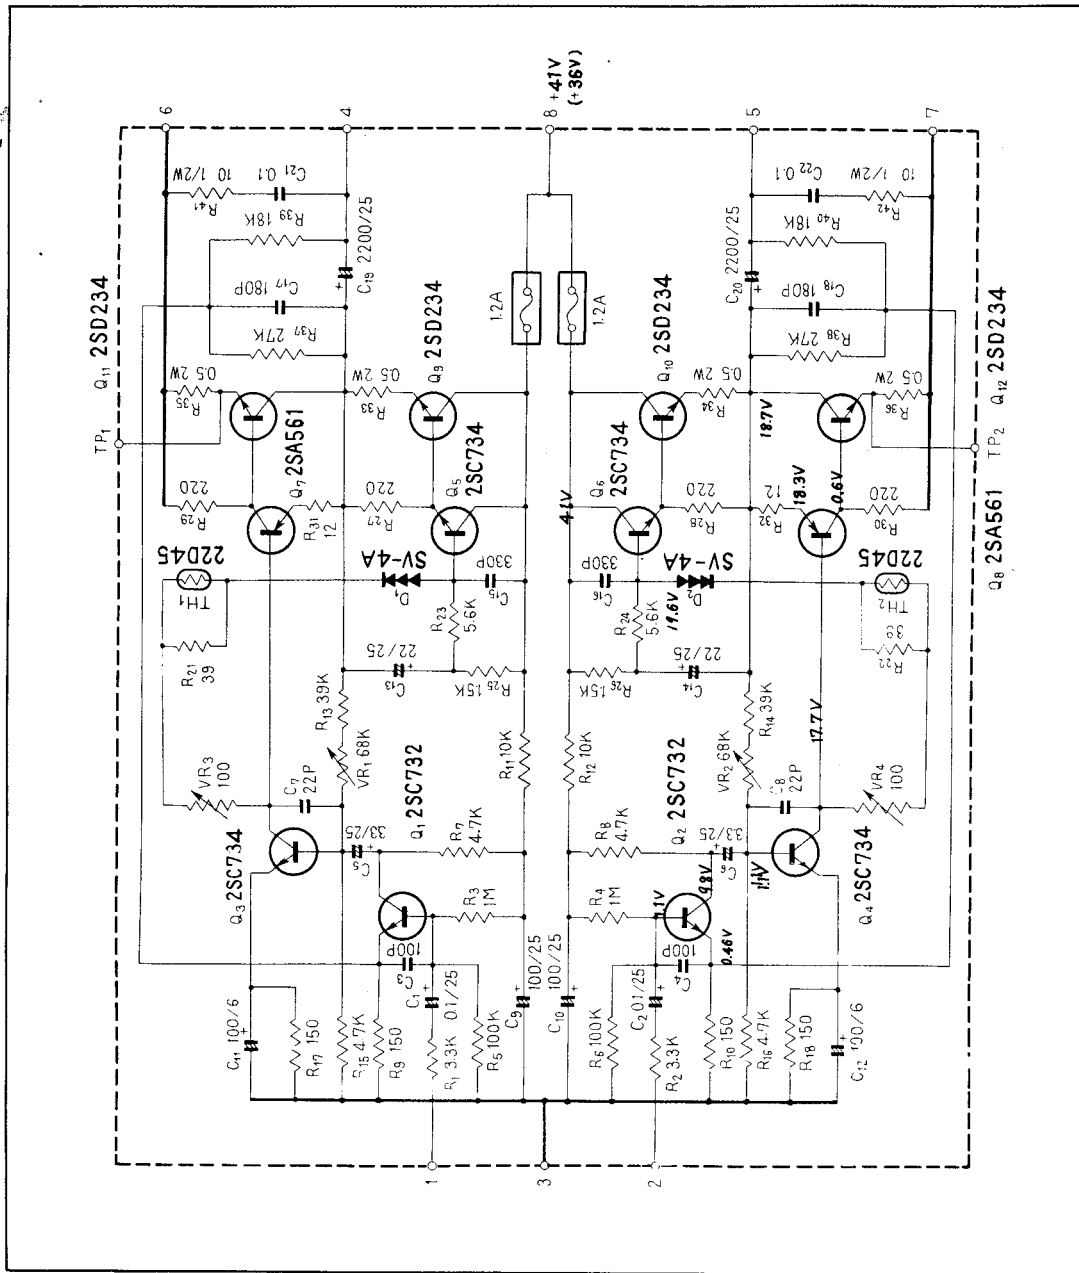 6
4
8 +41V
(+36V)
5
7
R41
10 1/2W
C21 0.1
R39 18K
C17 180P
R37 27K
C19 2200/25
Q11 2SD234
R35
0.5 2W
TP1
R33
0.5 2W
Q9 2SD234
1.2A
1.2A
C22 0.1
R42
10 1/2W
R40 18K
C20 2200/25
C18 180P
R38 27K
Q10 2SD234
R34
0.5 2W
18.7V
R36
0.5 2W
Q12 2SD234
TP2
R29
220
Q7 2SA561
R31
12
R27
220
Q5
2SC734
41V
Q6
2SC734
R28
220
R32
12
18.3V
0.6V
R30
220
Q8 2SA561
22D45
TH1
R21
39
SV-4A
D1
C15
330P
R23
5.6K
C13
22/25
R25 1.5K
C16
330P
SV-4A
D2
19.6V
R24
5.6K
R26 1.5K
C14
22/25
22D45
TH2
R22
VR3
100
R13 39K
VR1 68K
C7
22P
R11 10K
R12 10K
R14 39K
VR2 68K
C8
22P
17.7V
VR4
100
Q3 2SC734
C5
33/25
Q1 2SC732
R7
4.7K
R3
1M
R8
4.7K
R4
1M
Q2 2SC732
33/25
C6
9.8V
1.1V
0.46V
Q4 2SC734
C3
100P
C1
0.1/25
C9
100/25
C10
100/25
C2 0.1/25
C4
100P
C11 100/6
R17 150
R15 4.7K
R9 150
R1 3.3K
R5 100K
R6 100K
R2 3.3K
R10 150
R16 4.7K
R18 150
C12 100/6
1
3
2